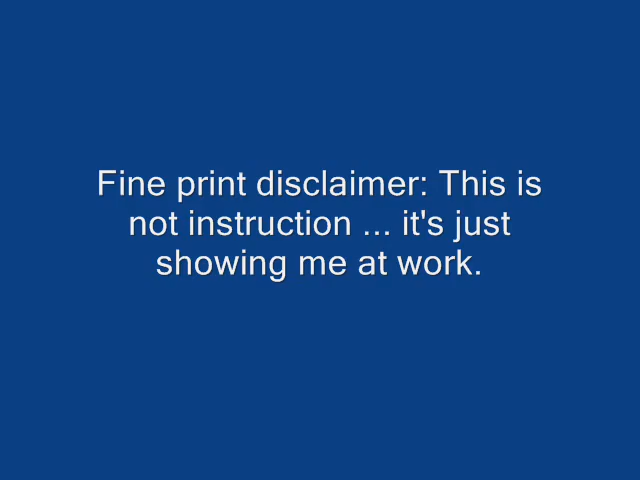 Fine print disclaimer: This is
not instruction ... it's just
showing me at work.